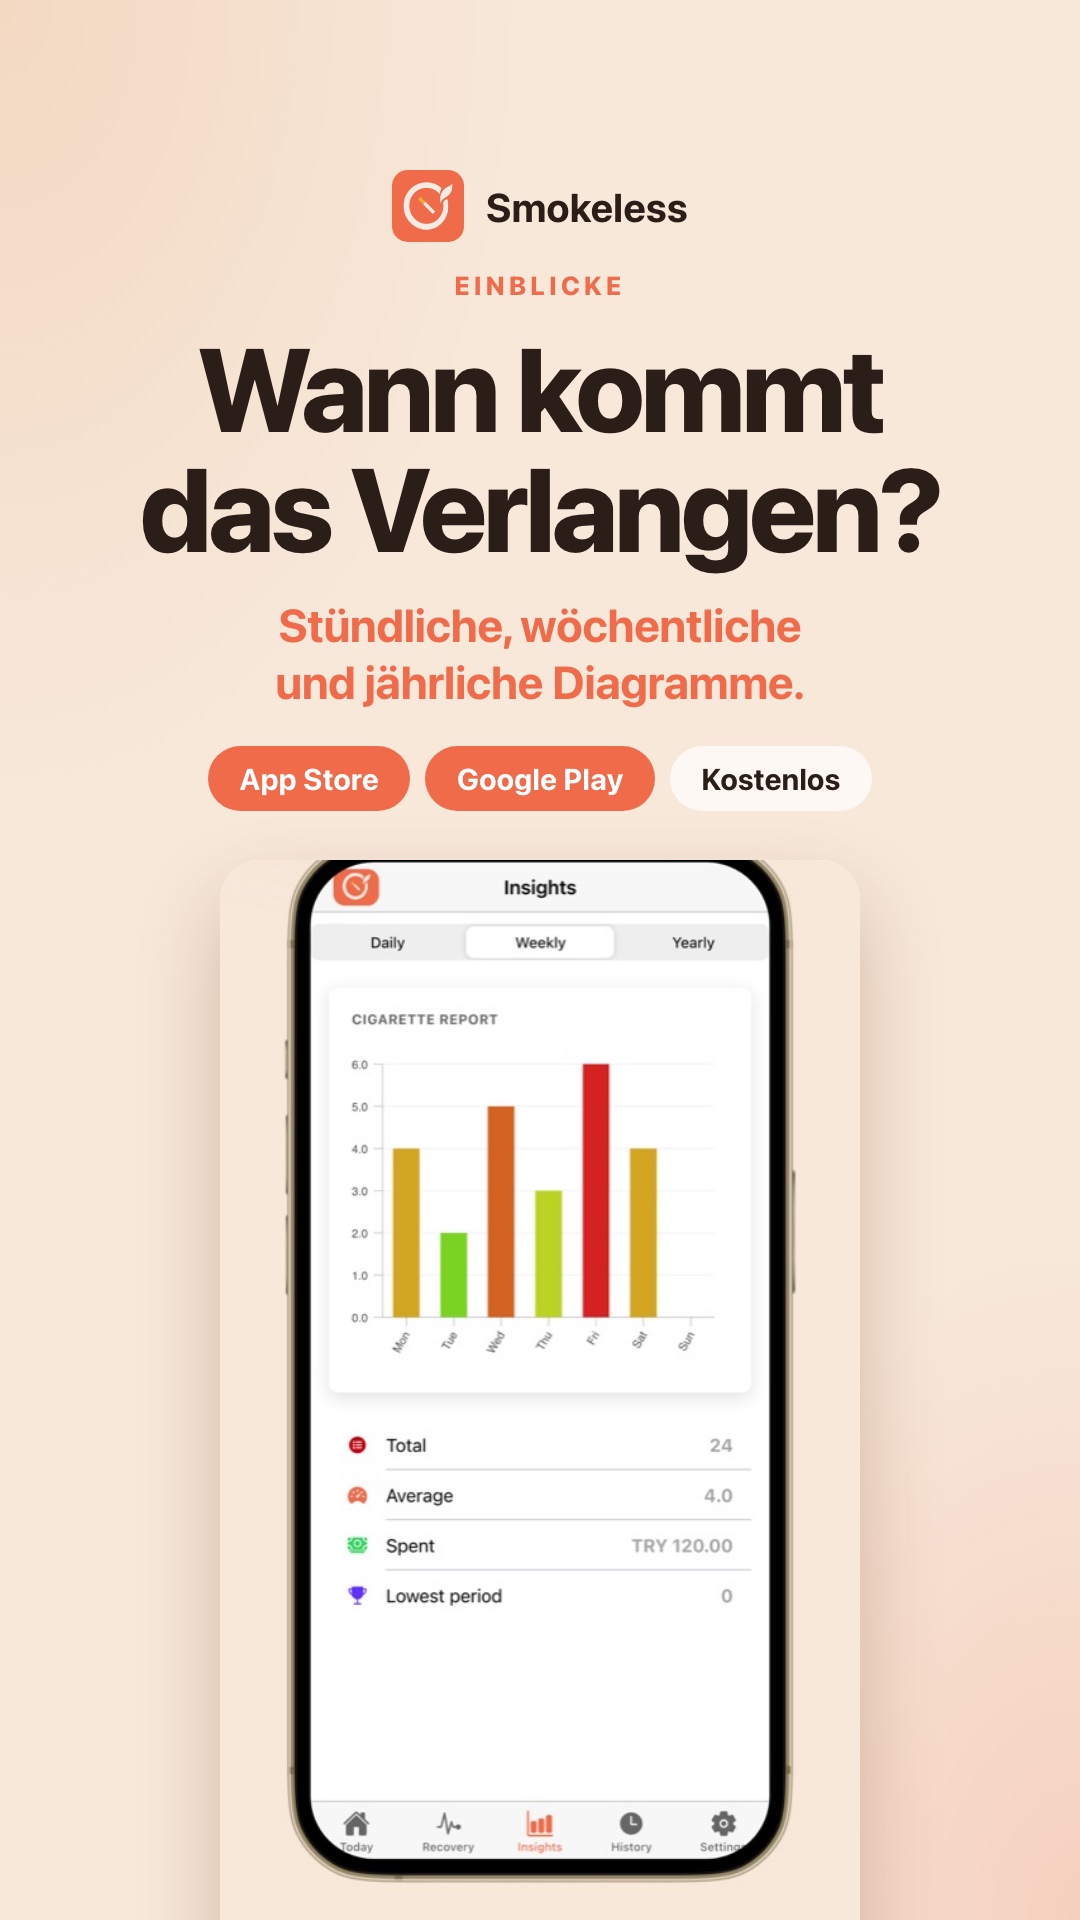 Smokeless
EINBLICKE
Wann kommt
das Verlangen?
Stündliche, wöchentliche
und jährliche Diagramme.
App Store
Google Play
Kostenlos
Insights
Daily
Weekly
Yearly
CIGARETTE REPORT
6.0
5.0
4.0
3.0
2.0
1.0
0.0
Mon
Tue
Wed
Thu
Fri
Sat
Sun
Total 24
Average 4.0
Spent TRY 120.00
Lowest period 0
Today
Recovery
Insights
History
Settings